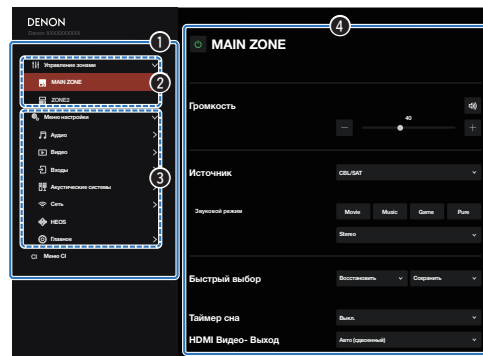 DENON
Denon XXXXXXXXXX
1
Управление зонами
2
MAIN ZONE
ZONE2
Меню настройки
Аудио
Видео
Входы
3
Акустические системы
Сеть
HEOS
Главное
CI Меню CI
4
MAIN ZONE
Громкость
40
Источник
CBL/SAT
Звуковой режим
Movie Music Game Pure
Stereo
Быстрый выбор
Восстановить Сохранить
Таймер сна
Выкл.
HDMI Видео- Выход
Авто (сдвоенный)